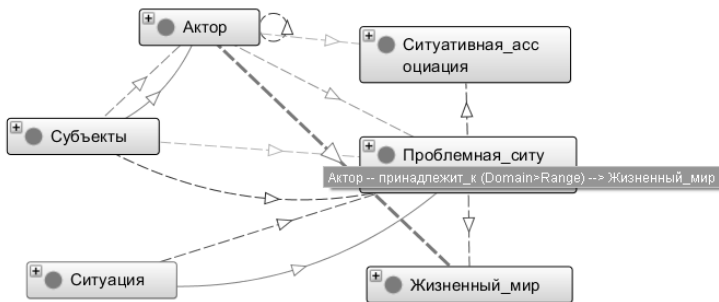 Актор
Ситуативная_асс
оциация
Субъекты
Проблемная_ситу
Актор -- принадлежит_к (Domain>Range) --> Жизненный_мир
Ситуация
Жизненный_мир